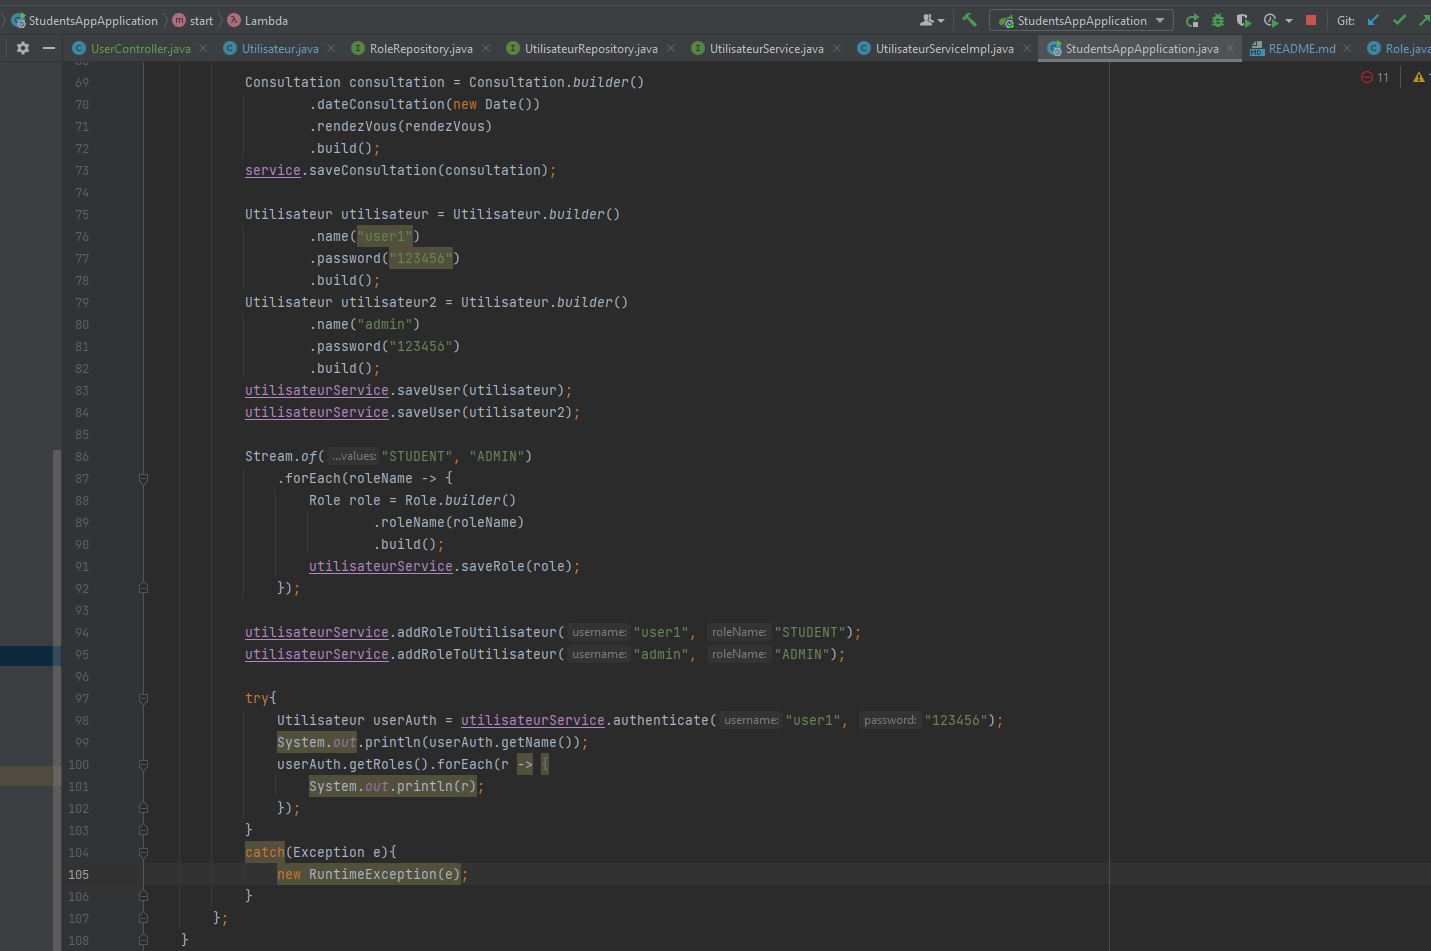 StudentsAppApplication start Lambda StudentsAppApplication Git:
UserController.java Utilisateur.java RoleRepository.java UtilisateurRepository.java UtilisateurService.java UtilisateurServiceImpl.java StudentsAppApplication.java README.md Role.java
11
69 Consultation consultation = Consultation.builder()
70 .dateConsultation(new Date())
71 .rendezVous(rendezVous)
72 .build();
73 service.saveConsultation(consultation);
74
75 Utilisateur utilisateur = Utilisateur.builder()
76 .name("user1")
77 .password("123456")
78 .build();
79 Utilisateur utilisateur2 = Utilisateur.builder()
80 .name("admin")
81 .password("123456")
82 .build();
83 utilisateurService.saveUser(utilisateur);
84 utilisateurService.saveUser(utilisateur2);
85
86 Stream.of( ...values: "STUDENT", "ADMIN")
87 .forEach(roleName -> {
88 Role role = Role.builder()
89 .roleName(roleName)
90 .build();
91 utilisateurService.saveRole(role);
92 });
93
94 utilisateurService.addRoleToUtilisateur( username: "user1", roleName: "STUDENT");
95 utilisateurService.addRoleToUtilisateur( username: "admin", roleName: "ADMIN");
96
97 try{
98 Utilisateur userAuth = utilisateurService.authenticate( username: "user1", password: "123456");
99 System.out.println(userAuth.getName());
100 userAuth.getRoles().forEach(r -> {
101 System.out.println(r);
102 });
103 }
104 catch(Exception e){
105 new RuntimeException(e);
106 }
107 };
108 }